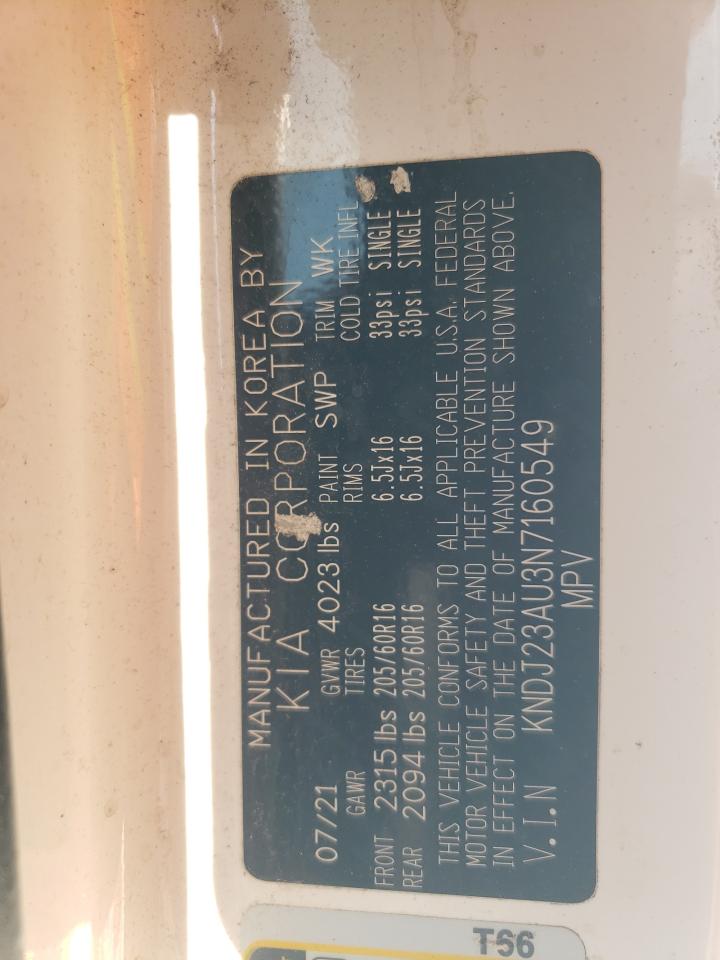 MANUFACTURED IN KOREA BY
KIA CORPORATION
07/21 GVWR 4023 lbs PAINT SWP TRIM WK
GAWR TIRES RIMS COLD TIRE INFL
FRONT 2315 lbs 205/60R16 6.5Jx16 33psi SINGLE
REAR 2094 lbs 205/60R16 6.5Jx16 33psi SINGLE
THIS VEHICLE CONFORMS TO ALL APPLICABLE U.S.A. FEDERAL
MOTOR VEHICLE SAFETY AND THEFT PREVENTION STANDARDS
IN EFFECT ON THE DATE OF MANUFACTURE SHOWN ABOVE.
V.I.N KNDJ23AU3N7160549
MPV
T56